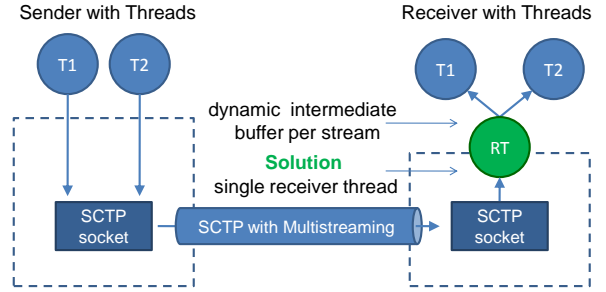 Sender with Threads
Receiver with Threads
T1
T2
T1
T2
dynamic intermediate
buffer per stream
RT
Solution
single receiver thread
SCTP
socket
SCTP with Multistreaming
SCTP
socket